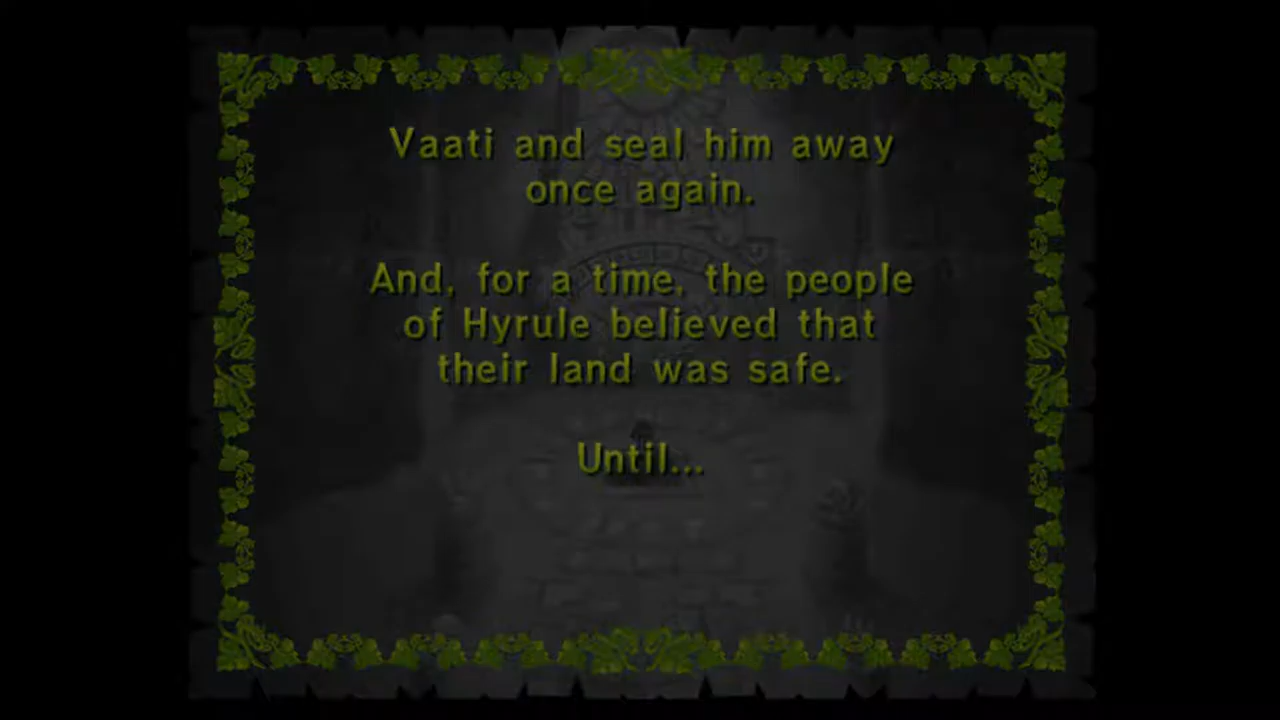 Vaati and seal him away
once again.
And, for a time, the people
of Hyrule believed that
their land was safe.
Until...